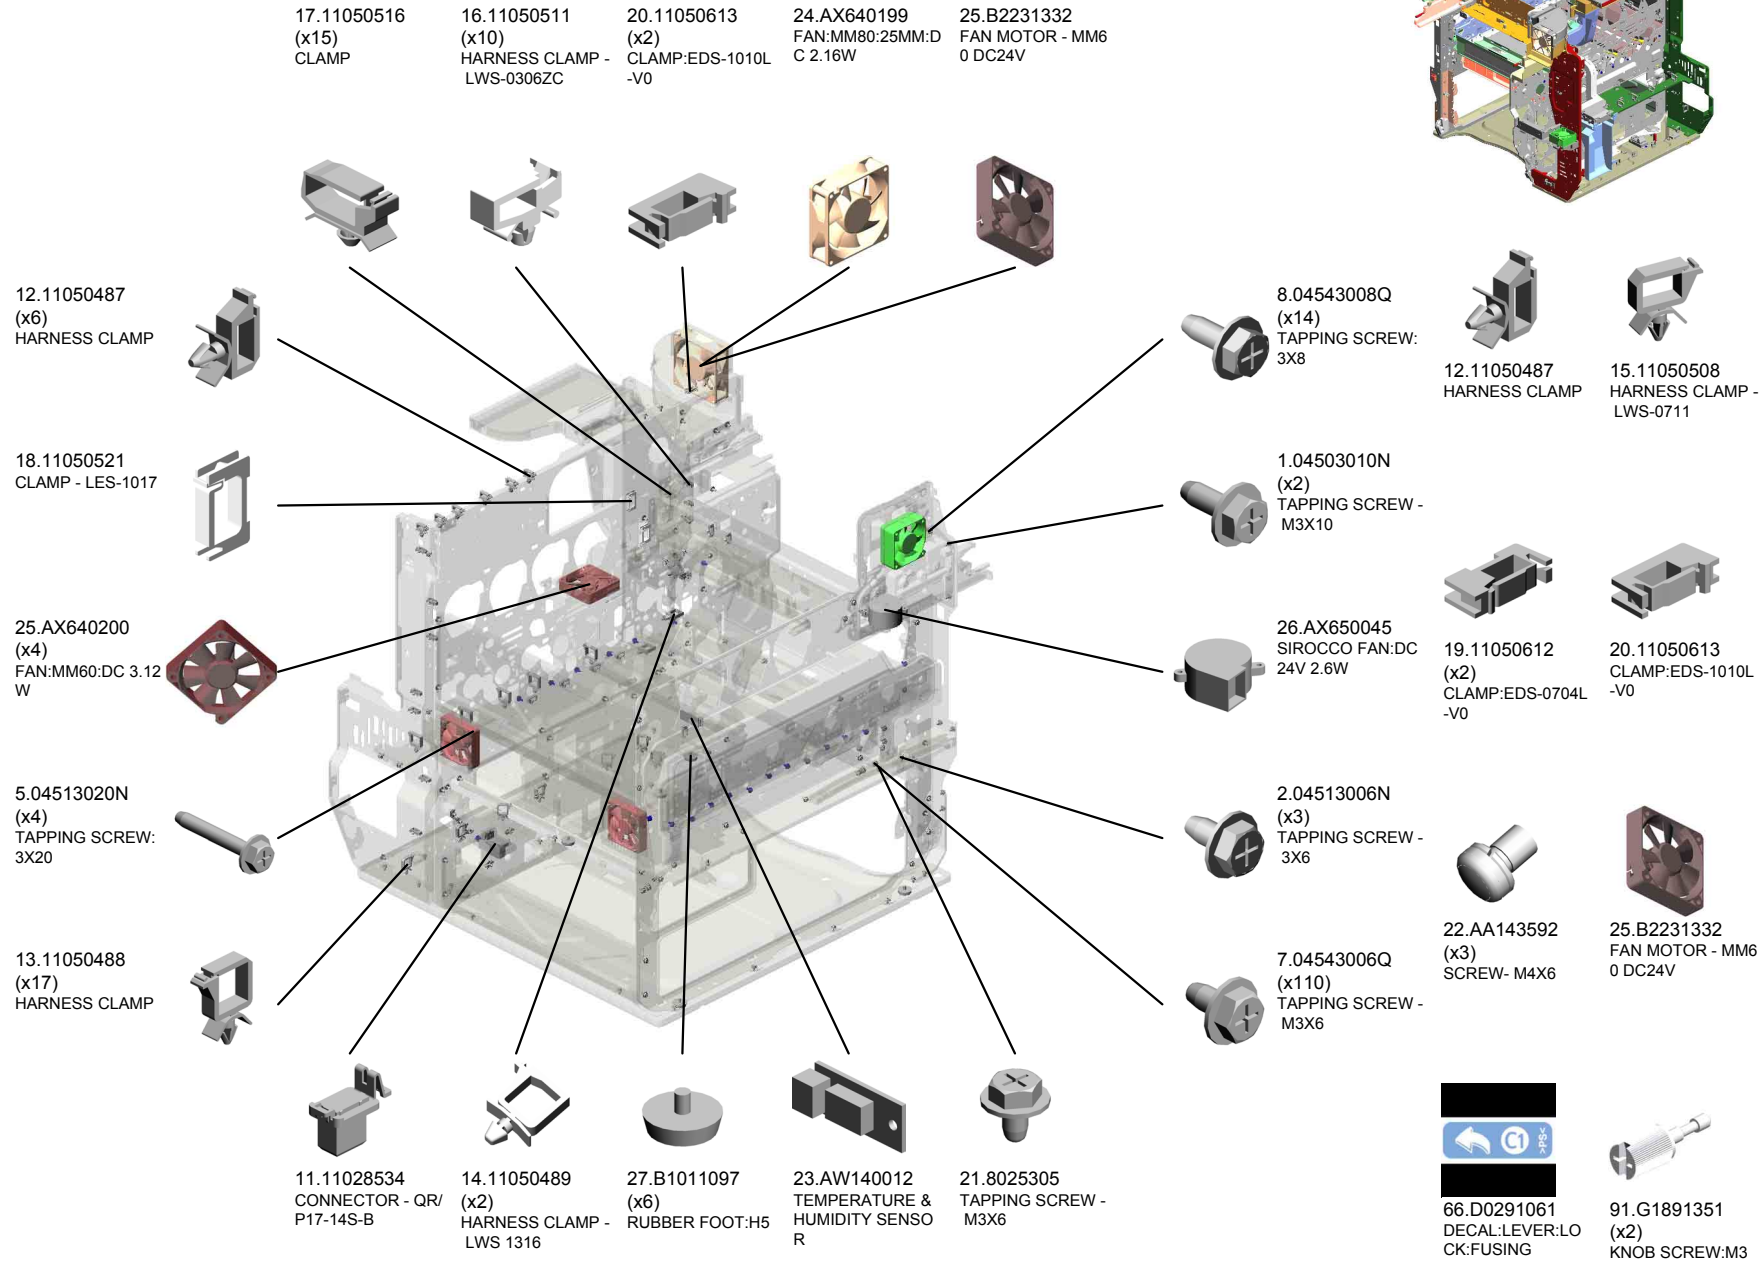 17.11050516
(x15)
CLAMP
16.11050511
(x10)
HARNESS CLAMP -
LWS-0306ZC
20.11050613
(x2)
CLAMP:EDS-1010L
-V0
24.AX640199
FAN:MM80:25MM:D
C 2.16W
25.B2231332
FAN MOTOR - MM6
0 DC24V
12.11050487
(x6)
HARNESS CLAMP
18.11050521
CLAMP - LES-1017
25.AX640200
(x4)
FAN:MM60:DC 3.12
W
5.04513020N
(x4)
TAPPING SCREW:
3X20
13.11050488
(x17)
HARNESS CLAMP
8.04543008Q
(x14)
TAPPING SCREW:
3X8
1.04503010N
(x2)
TAPPING SCREW -
M3X10
26.AX650045
SIROCCO FAN:DC
24V 2.6W
2.04513006N
(x3)
TAPPING SCREW -
3X6
7.04543006Q
(x110)
TAPPING SCREW -
M3X6
12.11050487
HARNESS CLAMP
15.11050508
HARNESS CLAMP -
LWS-0711
19.11050612
(x2)
CLAMP:EDS-0704L
-V0
20.11050613
CLAMP:EDS-1010L
-V0
22.AA143592
(x3)
SCREW- M4X6
25.B2231332
FAN MOTOR - MM6
0 DC24V
11.11028534
CONNECTOR - QR/
P17-14S-B
14.11050489
(x2)
HARNESS CLAMP -
LWS 1316
27.B1011097
(x6)
RUBBER FOOT:H5
23.AW140012
TEMPERATURE &
HUMIDITY SENSO
R
21.8025305
TAPPING SCREW -
M3X6
C1
>PS<
66.D0291061
DECAL:LEVER:LO
CK:FUSING
91.G1891351
(x2)
KNOB SCREW:M3